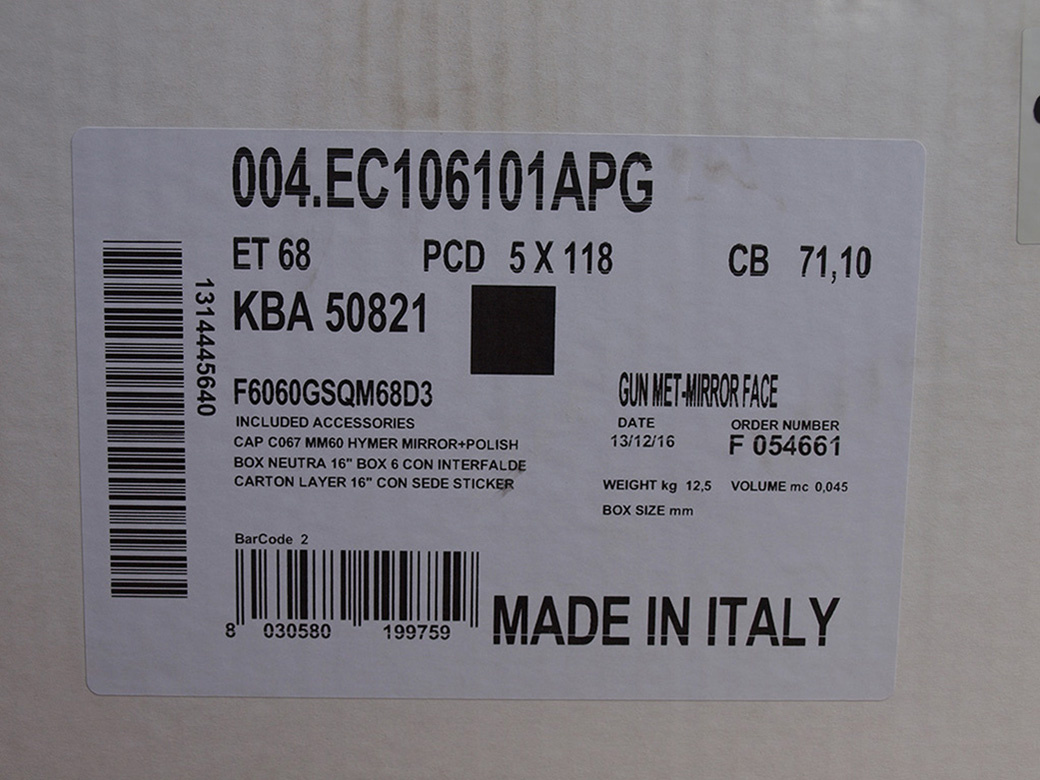 004.EC106101APG
ET 68 PCD 5 X 118 CB 71,10
KBA 50821
1314445640
F6060GSQM68D3
GUN MET-MIRROR FACE
INCLUDED ACCESSORIES
CAP C067 MM60 HYMER MIRROR+POLISH
BOX NEUTRA 16" BOX 6 CON INTERFALDE
CARTON LAYER 16" CON SEDE STICKER
DATE ORDER NUMBER
13/12/16 F 054661
WEIGHT kg 12,5 VOLUME mc 0,045
BOX SIZE mm
BarCode 2
8 030580 199759
MADE IN ITALY